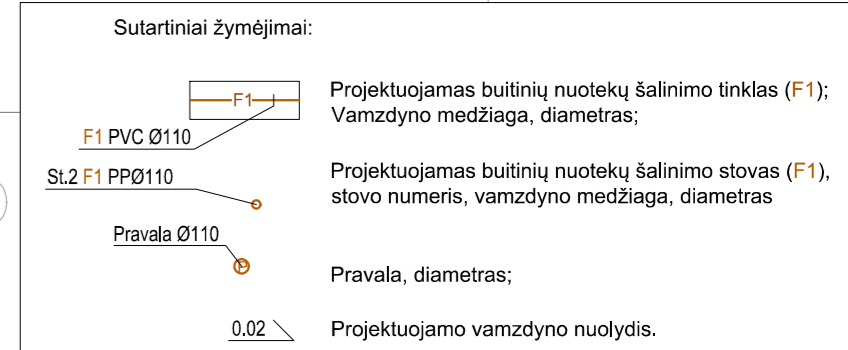 Sutartiniai žymėjimai:
F1
Projektuojamas buitinių nuotekų šalinimo tinklas (F1);
Vamzdyno medžiaga, diametras;
F1 PVC Ø110
St.2 F1 PPØ110
Projektuojamas buitinių nuotekų šalinimo stovas (F1),
stovo numeris, vamzdyno medžiaga, diametras
Pravala Ø110
P
Pravala, diametras;
0.02
Projektuojamo vamzdyno nuolydis.